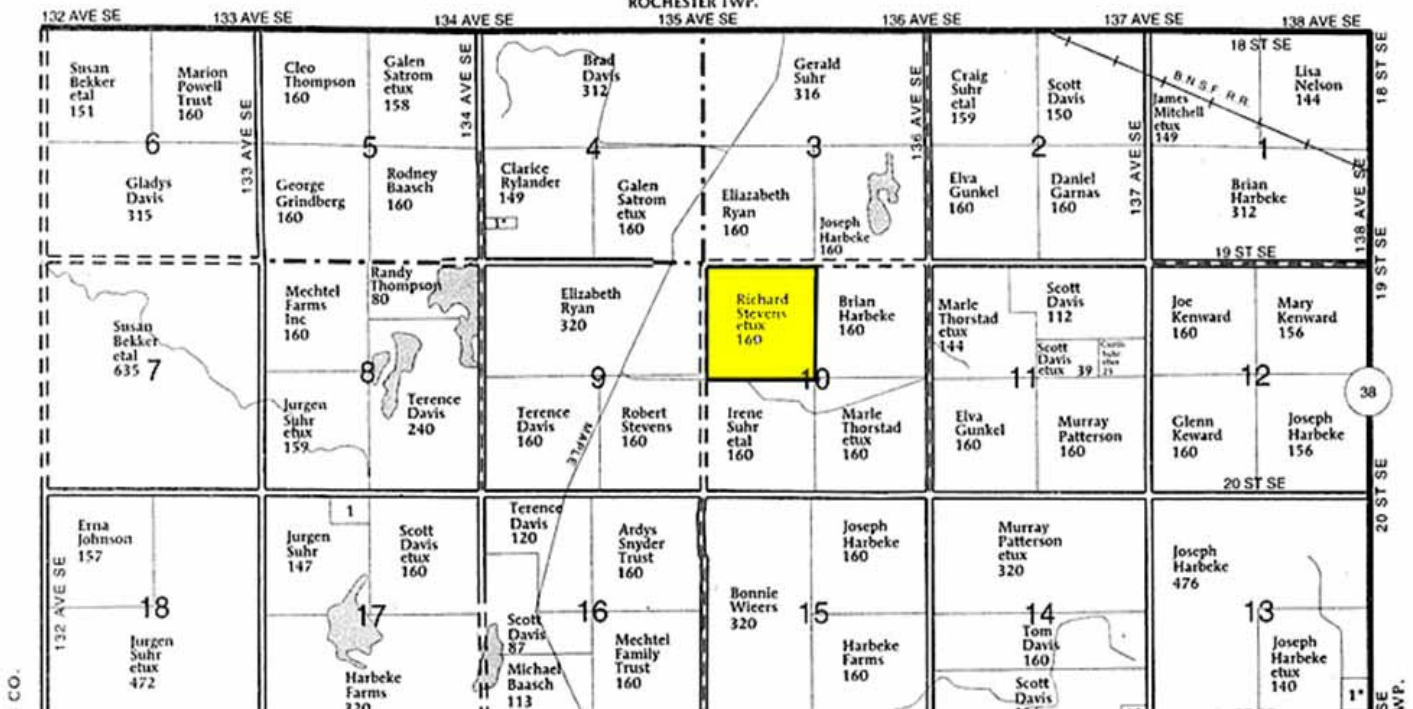 ROCHESTER TWP.
132 AVE SE
133 AVE SE
134 AVE SE
135 AVE SE
136 AVE SE
137 AVE SE
138 AVE SE
Susan
Bekker
etal
151
Marion
Powell
Trust
160
6
Gladys
Davis
315
133 AVE SE
Cleo
Thompson
160
Galen
Satrom
etux
158
5
George
Grindberg
160
Rodney
Baasch
160
134 AVE SE
Brad
Davis
312
4
Clarice
Rylander
149
1*
Galen
Satrom
etux
160
Gerald
Suhr
316
3
Eliazabeth
Ryan
160
Joseph
Harbeke
160
136 AVE SE
Craig
Suhr
etal
159
Scott
Davis
150
2
Elva
Gunkel
160
Daniel
Garnas
160
137 AVE SE
18 ST SE
B.N.S.F. R.R.
James
Mitchell
etux
149
Lisa
Nelson
144
1
Brian
Harbeke
312
138 AVE SE
18 ST SE
19 ST SE
19 ST SE
Susan
Bekker
etal
635
7
Mechtel
Farms
Inc
160
Randy
Thompson
80
8
Jurgen
Suhr
etux
159
Terence
Davis
240
Elizabeth
Ryan
320
9
Terence
Davis
160
Robert
Stevens
160
MAPLE
Richard
Stevens
etux
160
Brian
Harbeke
160
10
Irene
Suhr
etal
160
Marle
Thorstad
etux
160
Marle
Thorstad
etux
144
Scott
Davis
112
Scott
Davis
etux 39
Curtis
Suhr
etux
11
Elva
Gunkel
160
Murray
Patterson
160
Joe
Kenward
160
Mary
Kenward
156
12
Glenn
Keward
160
Joseph
Harbeke
156
38
20 ST SE
20 ST SE
Erna
Johnson
157
18
Jurgen
Suhr
etux
472
132 AVE SE
CO.
Jurgen
Suhr
147
1
Scott
Davis
etux
160
17
Harbeke
Farms
320
Terence
Davis
120
Ardys
Snyder
Trust
160
16
Scott
Davis
87
Michael
Baasch
113
Mechtel
Family
Trust
160
Joseph
Harbeke
160
Bonnie
Wieers
320
15
Harbeke
Farms
160
Murray
Patterson
etux
320
14
Tom
Davis
160
Scott
Davis
Joseph
Harbeke
476
13
Joseph
Harbeke
etux
140
1*
SE
WP.